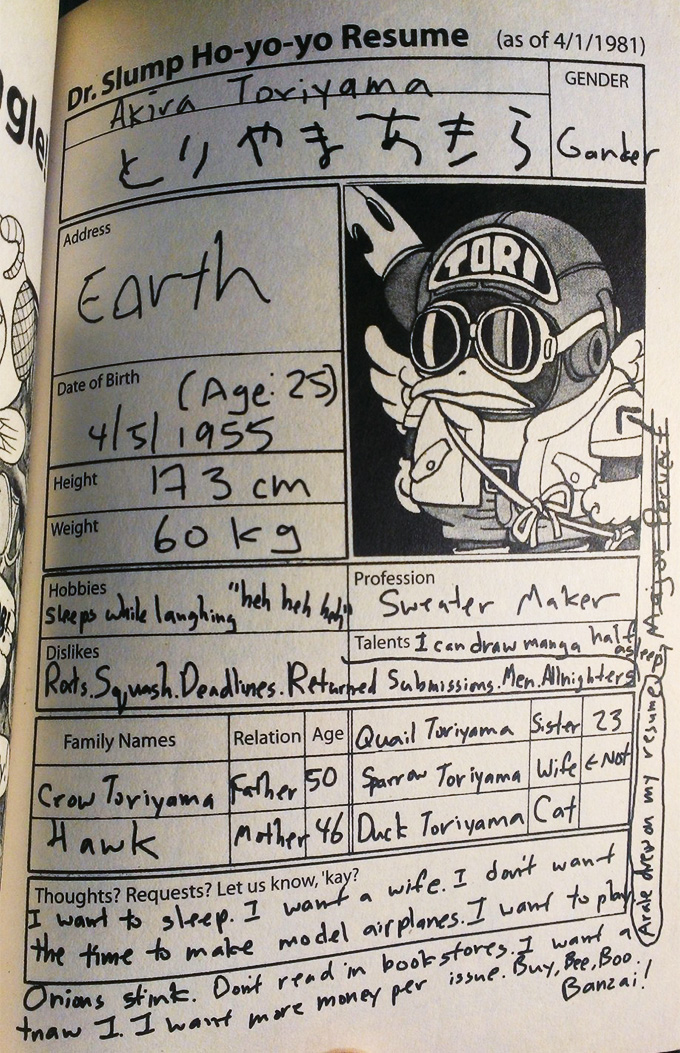 Dr. Slump Ho-yo-yo Resume (as of 4/1/1981)
Akira Toriyama
とりやまあきら
GENDER
Gander
Address
Earth
TORI
Date of Birth (Age: 25)
4/5/1955
Height 173 cm
Weight 60 kg
Hobbies
Sleeps while laughing "heh heh heh"
Profession
Sweater Maker
Talents I can draw manga half asleep
Dislikes
Roots. Squash. Deadlines. Returned Submissions. Men. Allnighters
Family Names Relation Age
Crow Toriyama Father 50
Hawk Mother 46
Quail Toriyama Sister 23
Sparrow Toriyama Wife ← Not
Duck Toriyama Cat
Thoughts? Requests? Let us know, 'kay?
I want to sleep. I want a wife. I don't want
the time to make model airplanes. I want to play
Onions stink. Don't read in bookstores. I want a
tnaw I. I want more money per issue. Buy, Bee, Boo.
Banzai!
Major Pervert
Arale drew on my resume
gle